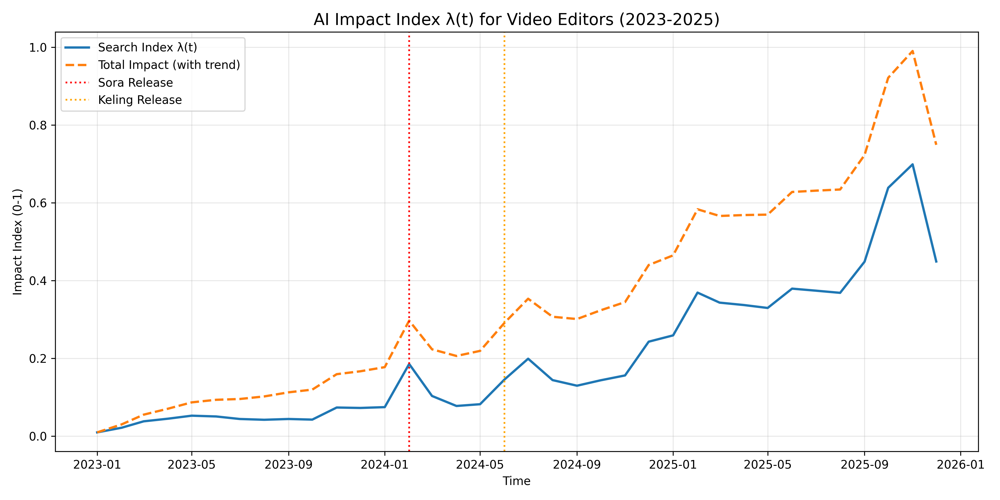 AI Impact Index λ(t) for Video Editors (2023-2025)
Search Index λ(t)
Total Impact (with trend)
Sora Release
Keling Release
Impact Index (0-1)
1.0
0.8
0.6
0.4
0.2
0.0
2023-01 2023-05 2023-09 2024-01 2024-05 2024-09 2025-01 2025-05 2025-09 2026-01
Time